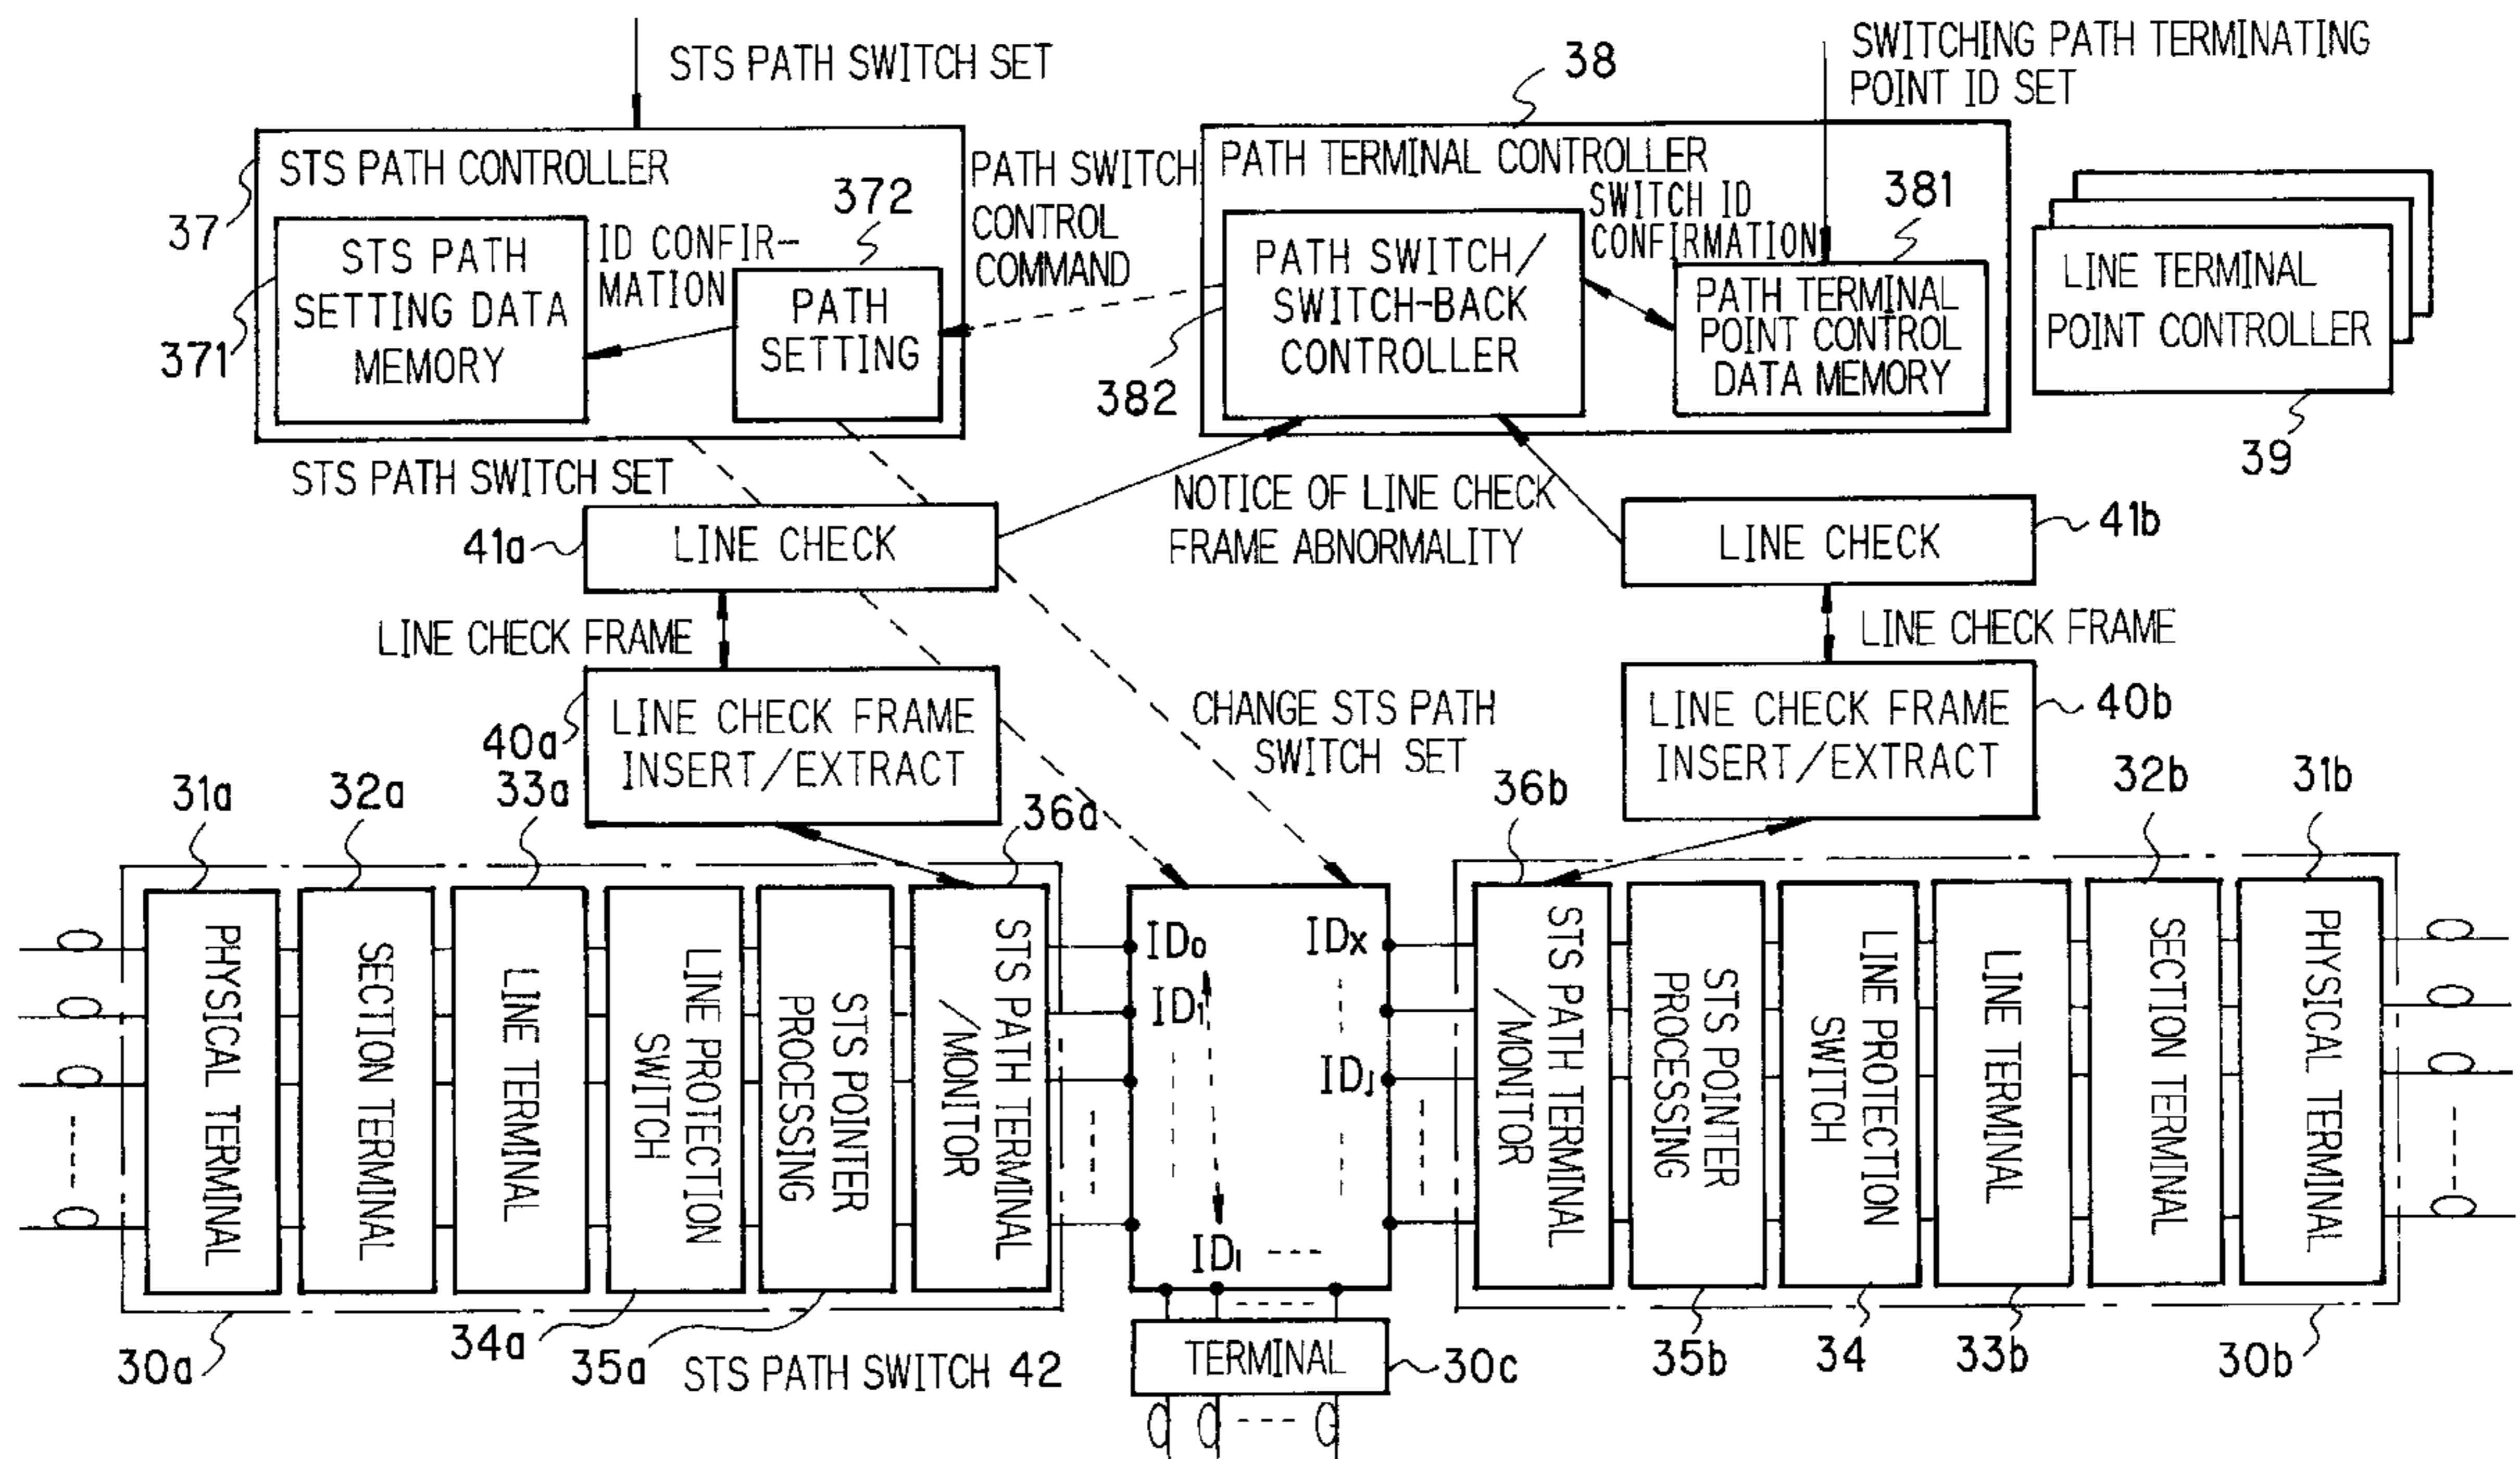 STS PATH SWITCH SET
38
SWITCHING PATH TERMINATING
POINT ID SET
STS PATH CONTROLLER
37
372
ID CONFIR-
MATION
STS PATH
SETTING DATA
MEMORY
371
PATH
SETTING
PATH SWITCH
CONTROL
COMMAND
PATH TERMINAL CONTROLLER
SWITCH ID
CONFIRMATION
381
PATH SWITCH/
SWITCH-BACK
CONTROLLER
382
PATH TERMINAL
POINT CONTROL
DATA MEMORY
LINE TERMINAL
POINT CONTROLLER
39
STS PATH SWITCH SET
41a
LINE CHECK
NOTICE OF LINE CHECK
FRAME ABNORMALITY
LINE CHECK
41b
LINE CHECK FRAME
LINE CHECK FRAME
40a
LINE CHECK FRAME
INSERT/EXTRACT
CHANGE STS PATH
SWITCH SET
LINE CHECK FRAME
INSERT/EXTRACT
40b
31a
32a
33a
36a
36b
32b
31b
PHYSICAL TERMINAL
SECTION TERMINAL
LINE TERMINAL
LINE PROTECTION
SWITCH
STS POINTER
PROCESSING
STS PATH TERMINAL
/MONITOR
ID0
ID1
IDX
IDJ
IDI
STS PATH TERMINAL
/MONITOR
STS POINTER
PROCESSING
LINE PROTECTION
SWITCH
LINE TERMINAL
SECTION TERMINAL
PHYSICAL TERMINAL
30a
34a
35a
STS PATH SWITCH 42
TERMINAL
30c
35b
34
33b
30b